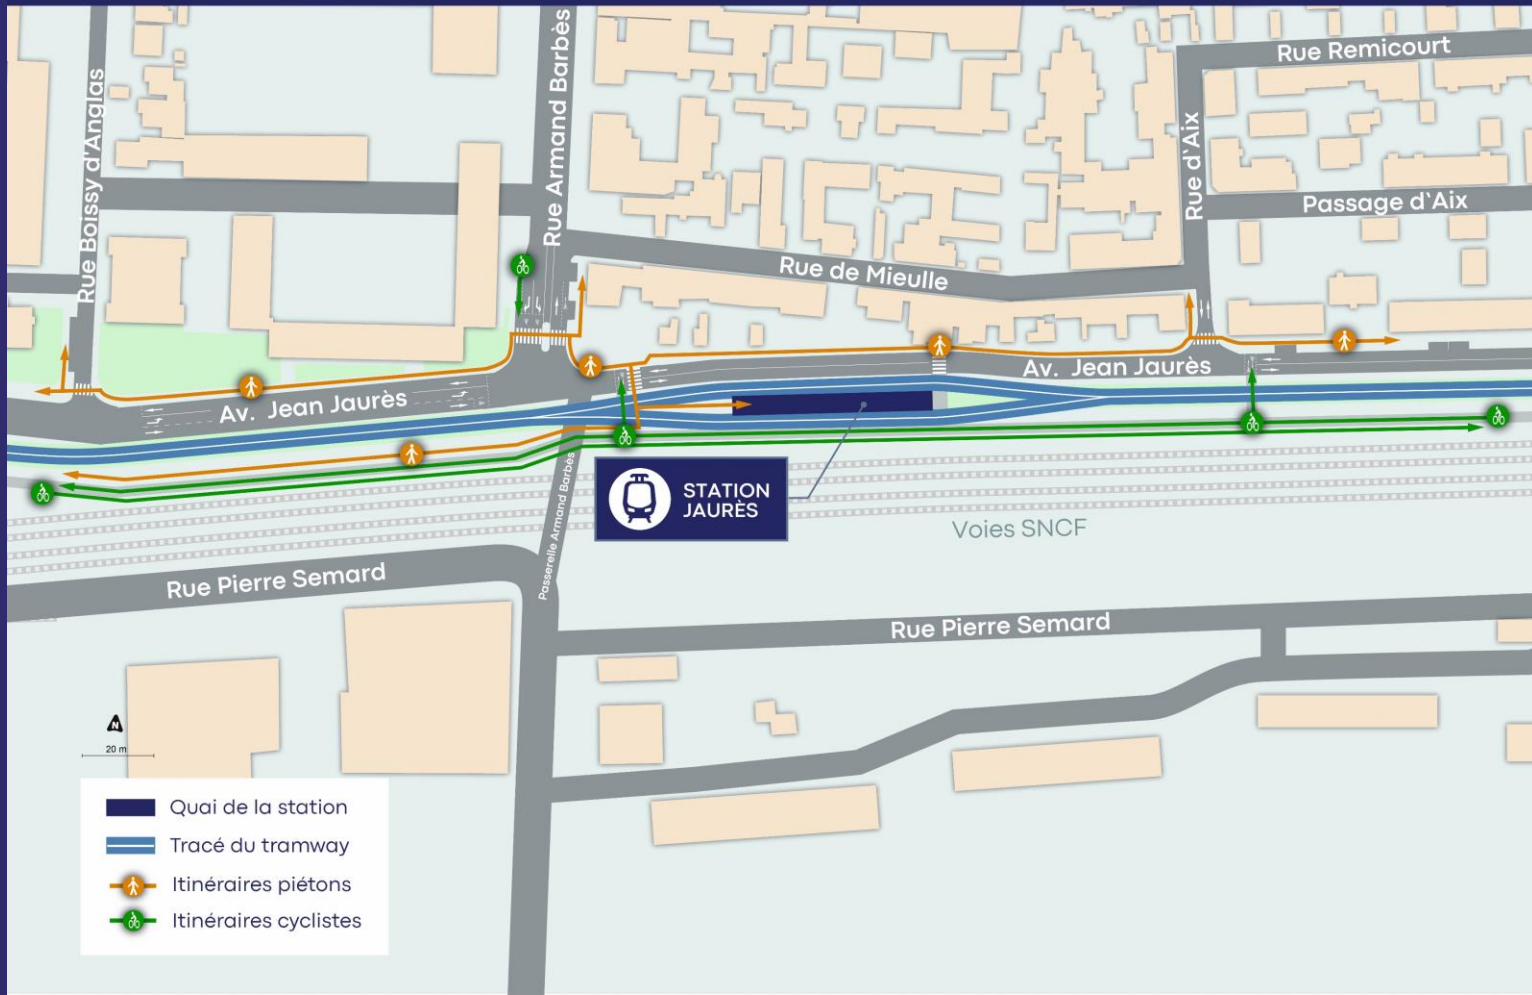 Rue Boissy d'Anglas
Rue Armand Barbès
Rue Remicourt
Rue d`Aix
Passage d`Aix
Rue de Mieulle
Av. Jean Jaurès
Av. Jean Jaurès
STATION
JAURÈS
Passerelle Armand Barbès
Voies SNCF
Rue Pierre Semard
Rue Pierre Semard
N
20 m
Quai de la station
Tracé du tramway
Itinéraires piétons
Itinéraires cyclistes